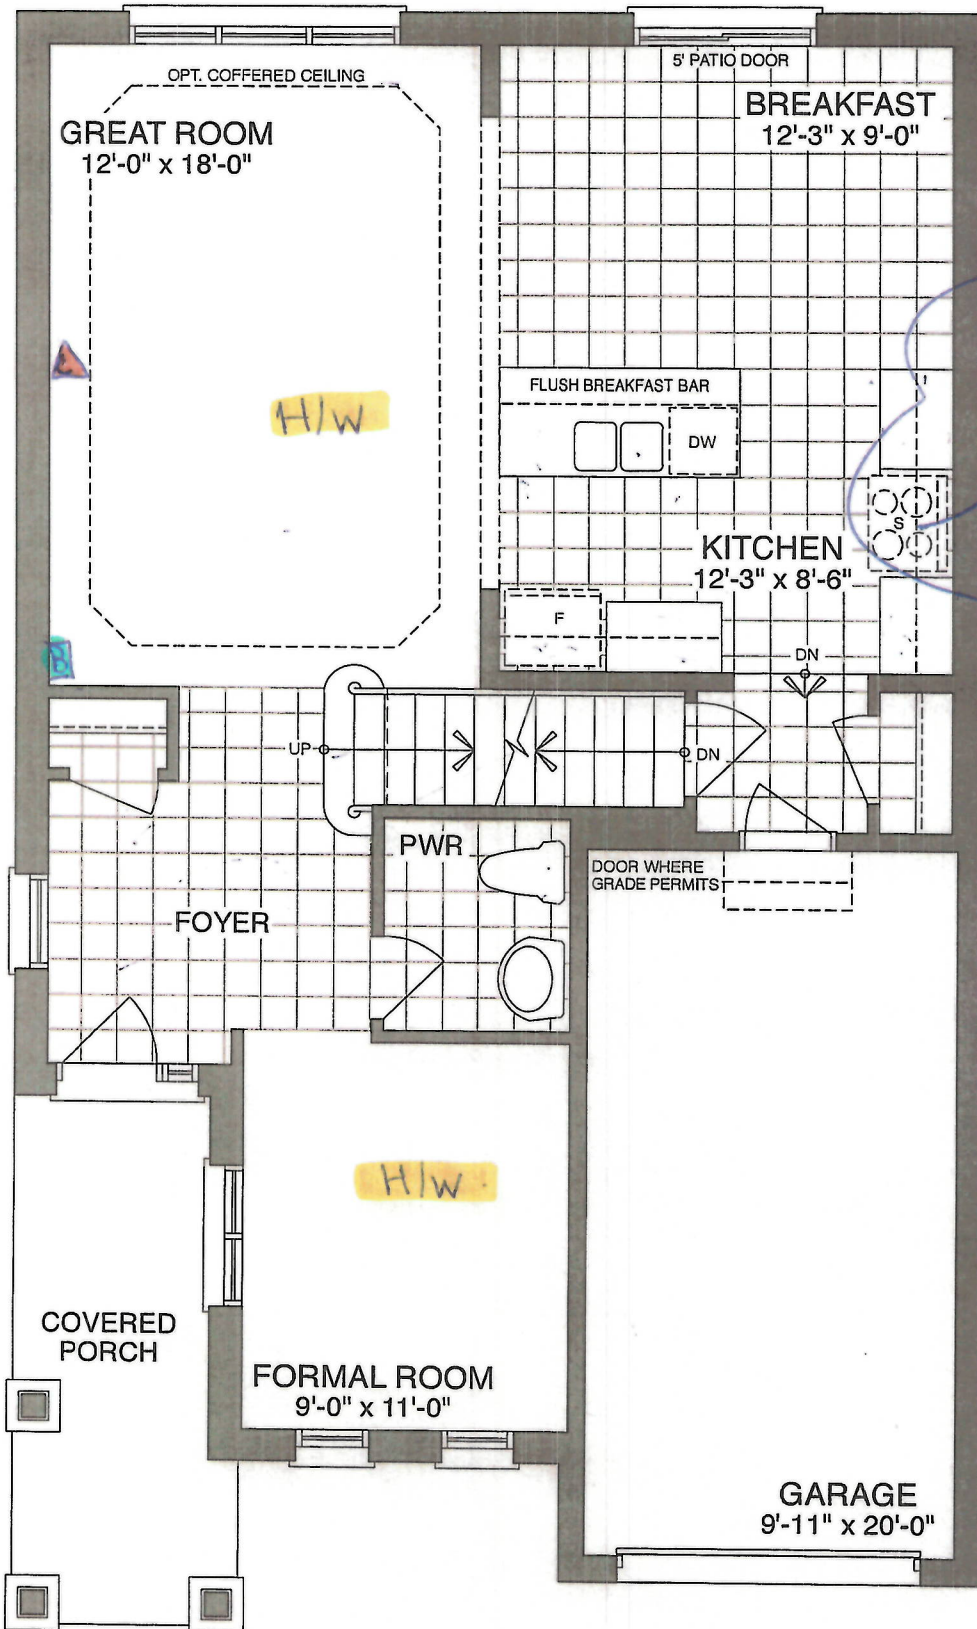 OPT. COFFERED CEILING
GREAT ROOM
12'-0" x 18'-0"
5' PATIO DOOR
BREAKFAST
12'-3" x 9'-0"
H/W
FLUSH BREAKFAST BAR
DW
S
KITCHEN
12'-3" x 8'-6"
F
B
DN
UP
DN
PWR
DOOR WHERE
GRADE PERMITS
FOYER
H/W
COVERED
PORCH
FORMAL ROOM
9'-0" x 11'-0"
GARAGE
9'-11" x 20'-0"